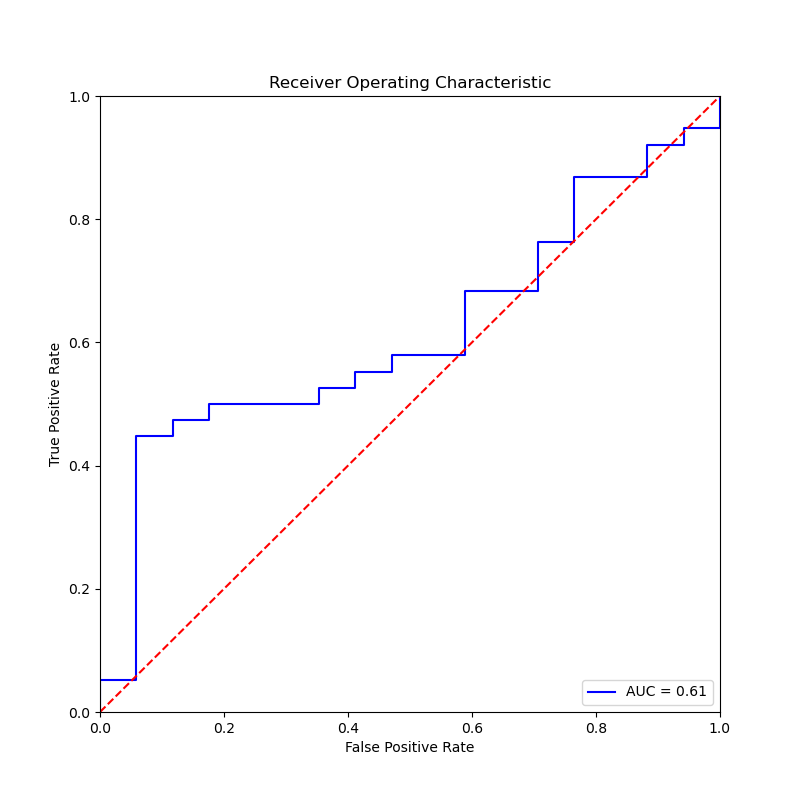 Receiver Operating Characteristic
1.0
0.8
0.6
0.4
0.2
0.0
True Positive Rate
AUC = 0.61
0.0 0.2 0.4 0.6 0.8 1.0
False Positive Rate